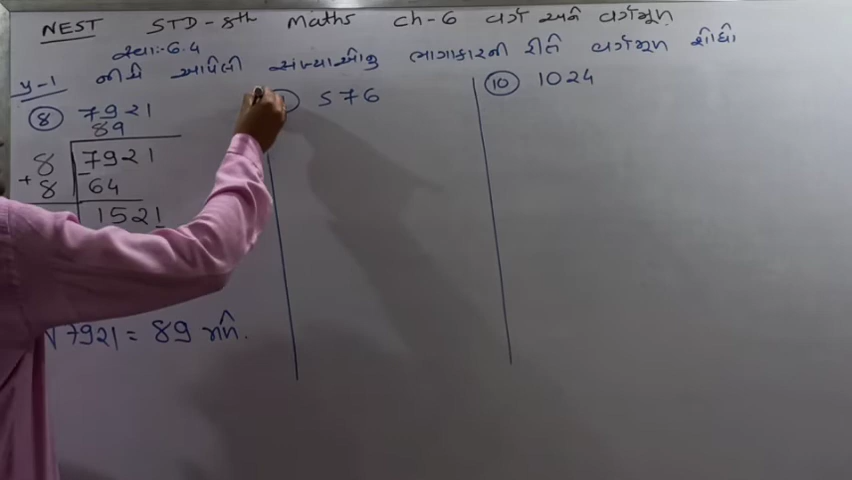 NEST STD-8th Maths Ch-6 વર્ગ અને વર્ગમૂળ
સ્વા:-6.4
પ્ર-1 નીચે આપેલી સંખ્યાઓનું ભાગાકારની રીતે વર્ગમૂળ શોધો
8 7921
89
8 7921
+8 64
1521
√7921 = 89 મળે.
576
10 1024